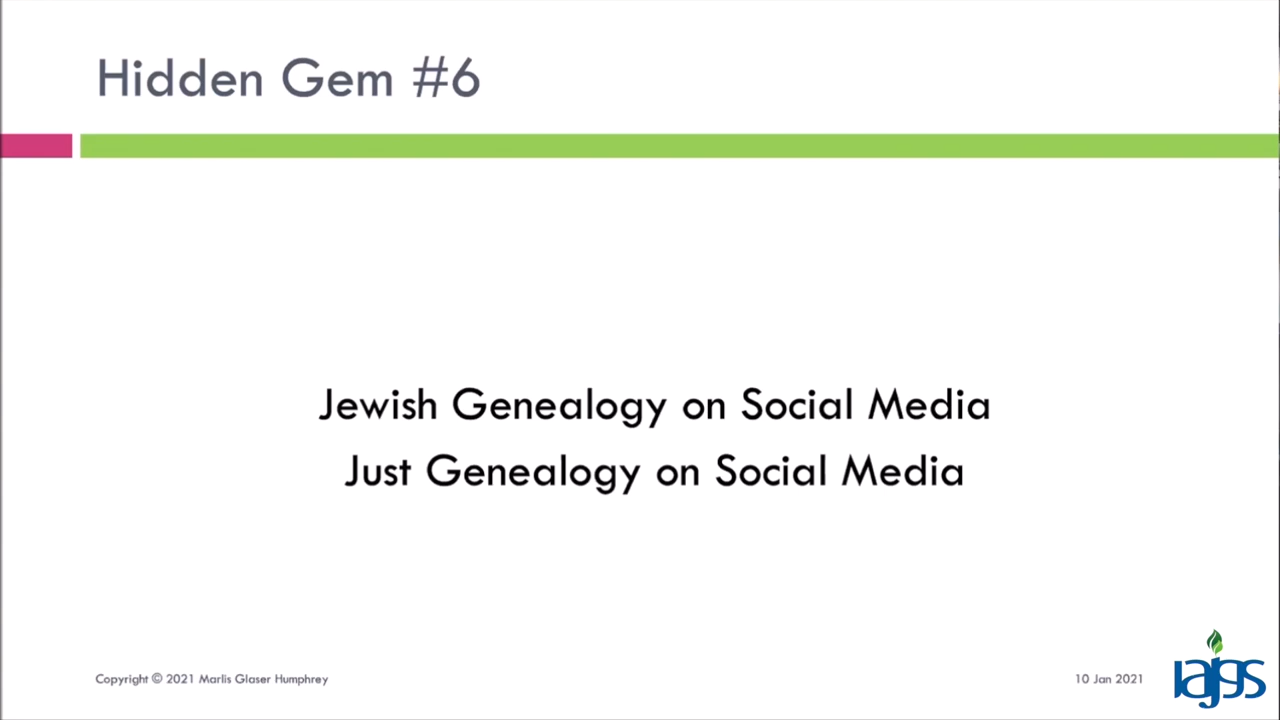 Hidden Gem #6
Jewish Genealogy on Social Media
Just Genealogy on Social Media
Copyright © 2021 Marlis Glaser Humphrey
10 Jan 2021
iajgs